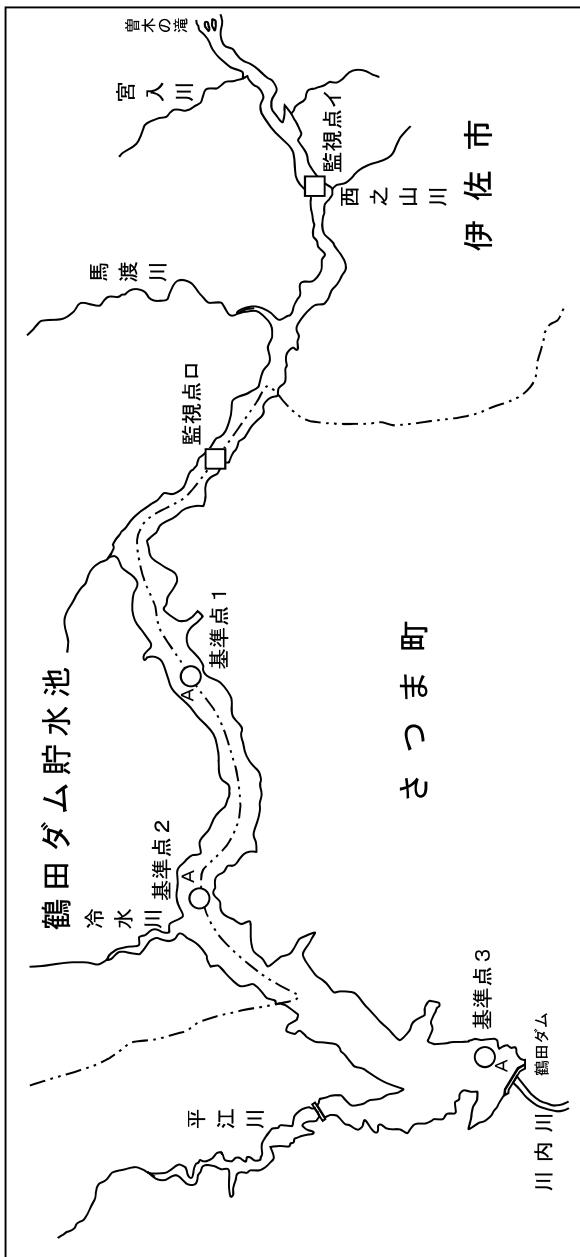 鶴田ダム貯水池
平江川
冷水川
馬渡川
宮入川
曽木の滝
基準点2
A
基準点1
A
監視点ロ
監視点イ
西之山川
伊佐市
さつま町
基準点3
A
鶴田ダム
川内川